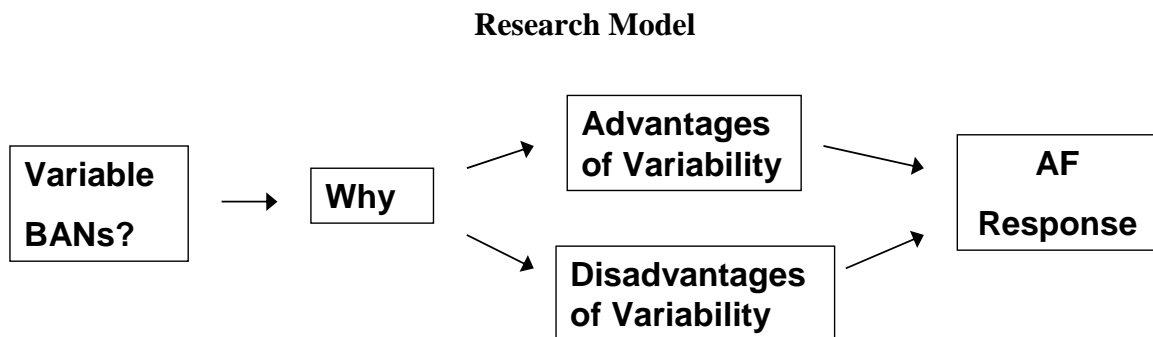 Research Model
Variable
BANs?
Why
Advantages
of Variability
Disadvantages
of Variability
AF
Response